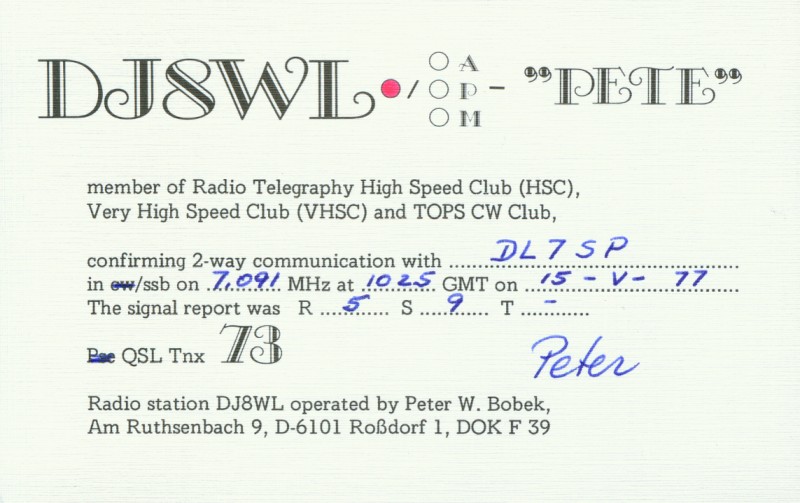 DJ8WL / A P M - "PETE"
member of Radio Telegraphy High Speed Club (HSC),
Very High Speed Club (VHSC) and TOPS CW Club,
confirming 2-way communication with DL7SP
in cw/ssb on 7,091 MHz at 1025 GMT on 15 - V - 77
The signal report was R 5 S 9 T -
Pse QSL Tnx 73
Peter
Radio station DJ8WL operated by Peter W. Bobek,
Am Ruthsenbach 9, D-6101 Roßdorf 1, DOK F 39